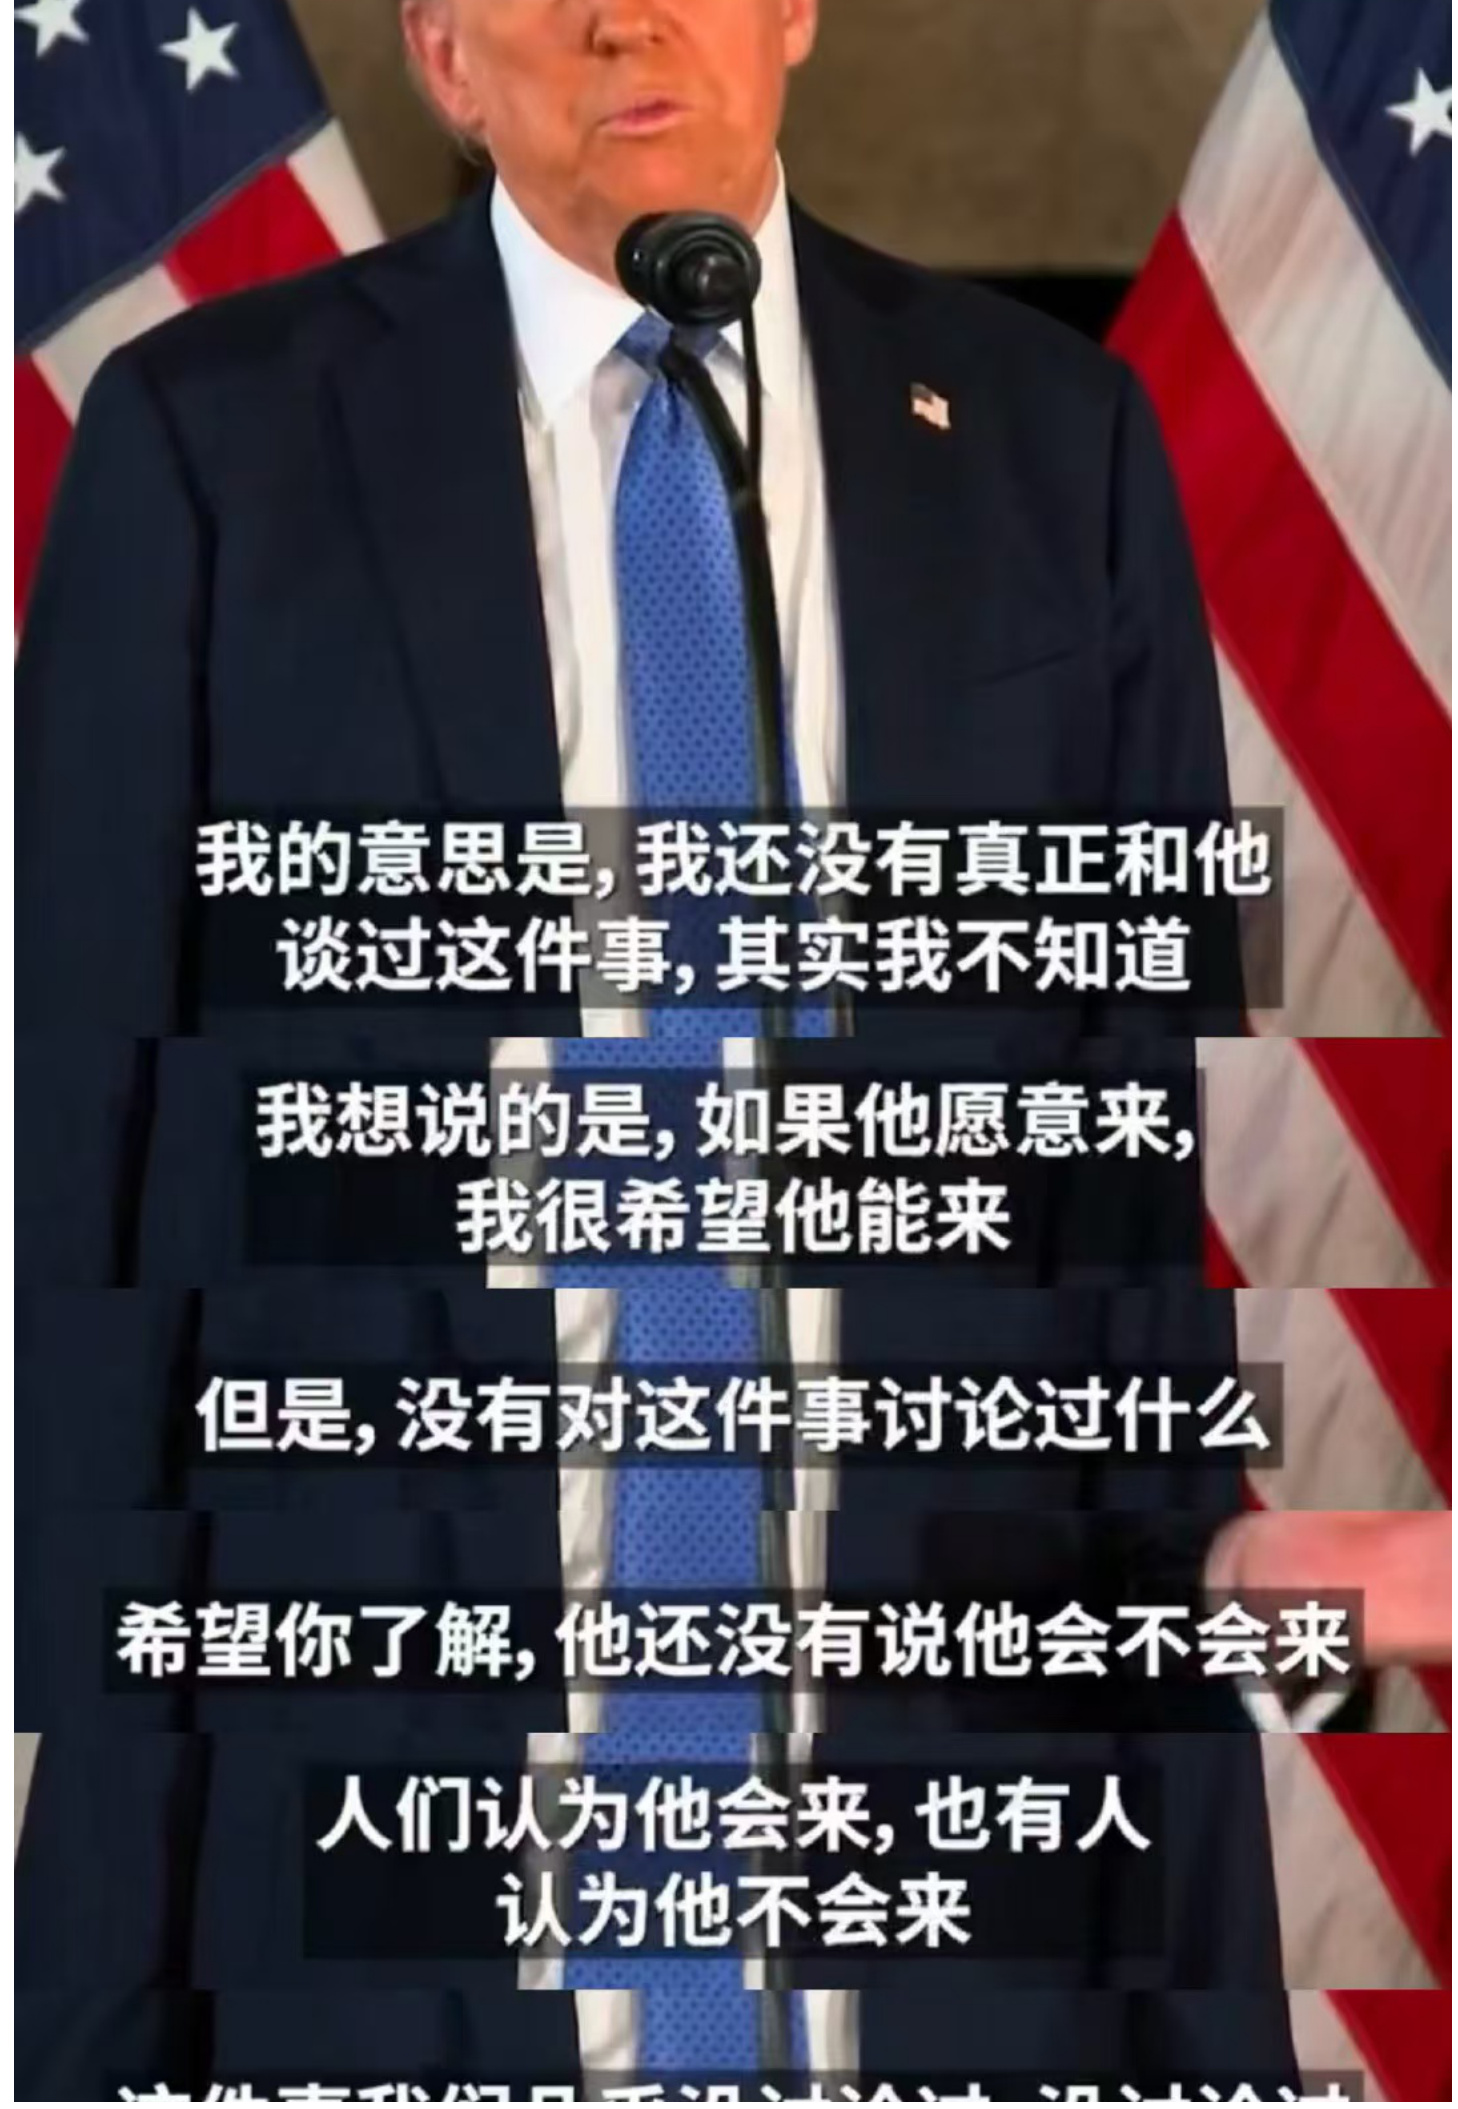 我的意思是，我还没有真正和他
谈过这件事，其实我不知道
我想说的是，如果他愿意来，
我很希望他能来
但是，没有对这件事讨论过什么
希望你了解，他还没有说他会不会来
人们认为他会来，也有人
认为他不会来